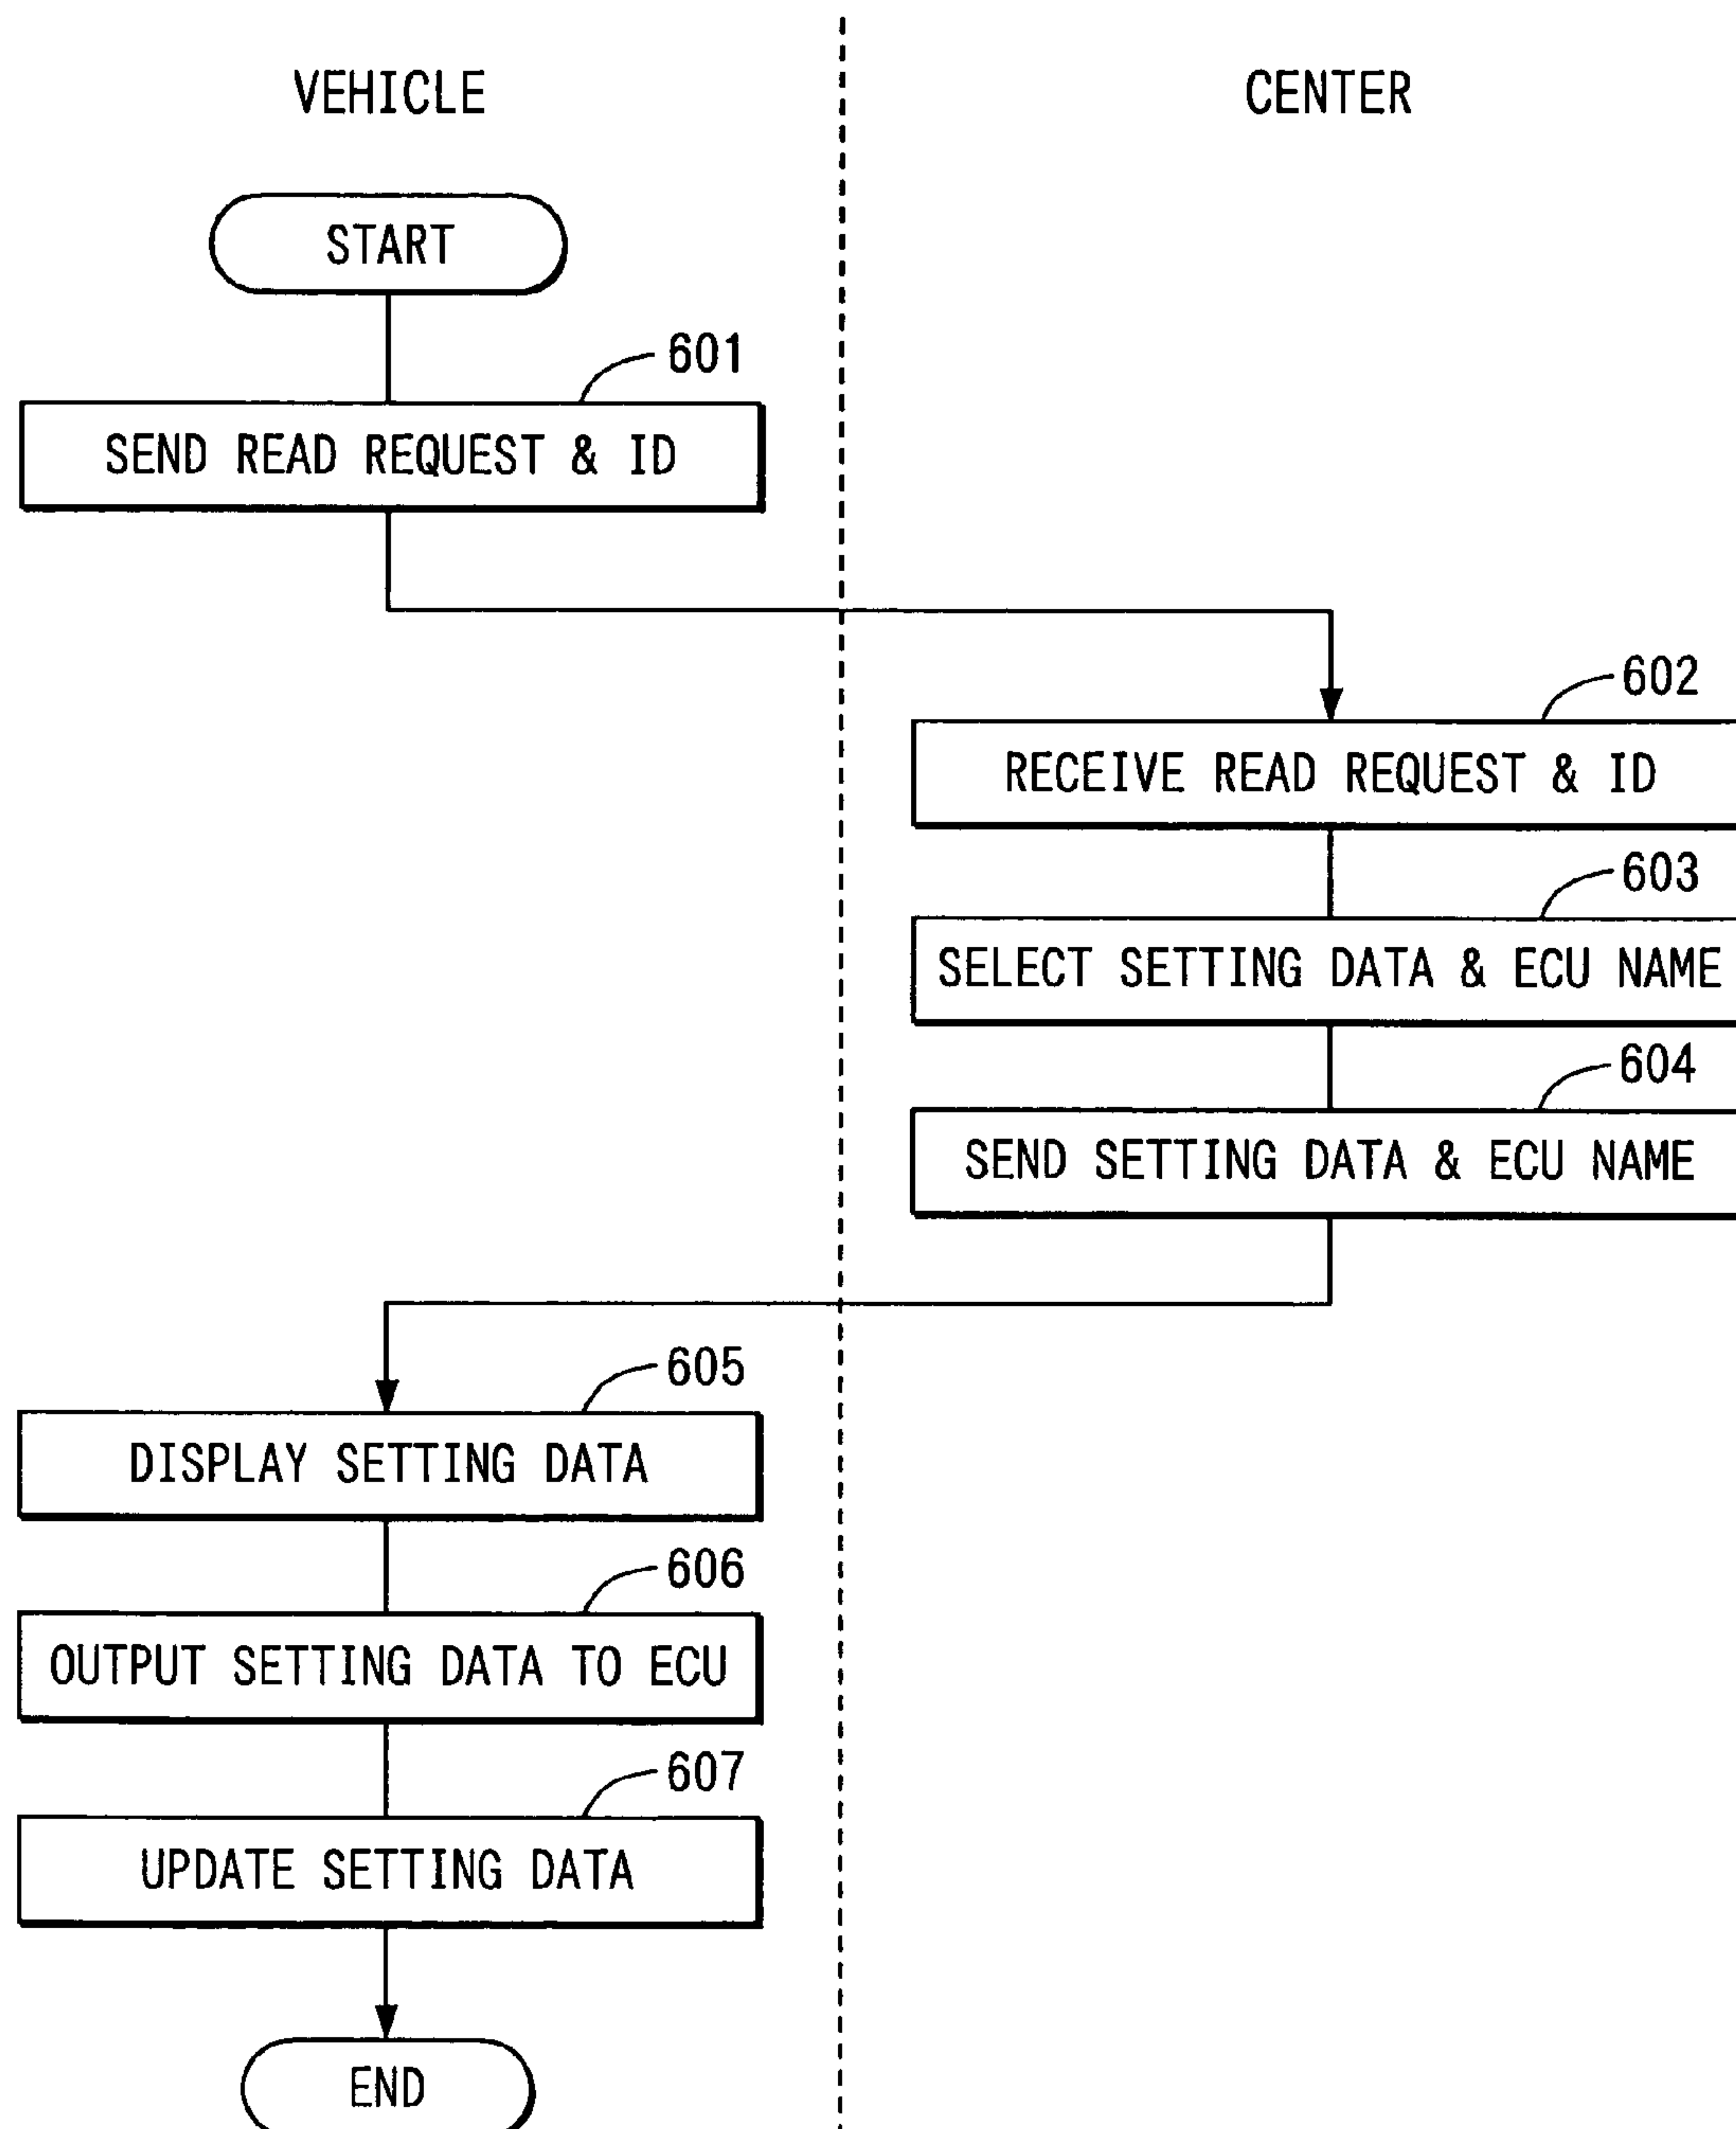 VEHICLE
CENTER
START
601
SEND READ REQUEST & ID
602
RECEIVE READ REQUEST & ID
603
SELECT SETTING DATA & ECU NAME
604
SEND SETTING DATA & ECU NAME
605
DISPLAY SETTING DATA
606
OUTPUT SETTING DATA TO ECU
607
UPDATE SETTING DATA
END